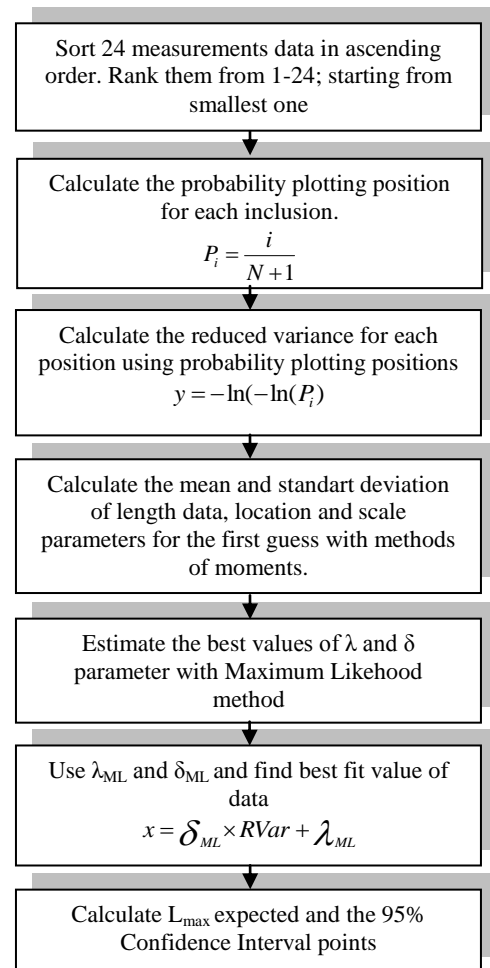 Sort 24 measurements data in ascending
order. Rank them from 1-24; starting from
smallest one
Calculate the probability plotting position
for each inclusion.
P_i = i / (N + 1)
Calculate the reduced variance for each
position using probability plotting positions
y = −ln(−ln(P_i)
Calculate the mean and standart deviation
of length data, location and scale
parameters for the first guess with methods
of moments.
Estimate the best values of λ and δ
parameter with Maximum Likehood
method
Use λ_ML and δ_ML and find best fit value of
data
x = δ_ML × RVar + λ_ML
Calculate L_max expected and the 95%
Confidence Interval points